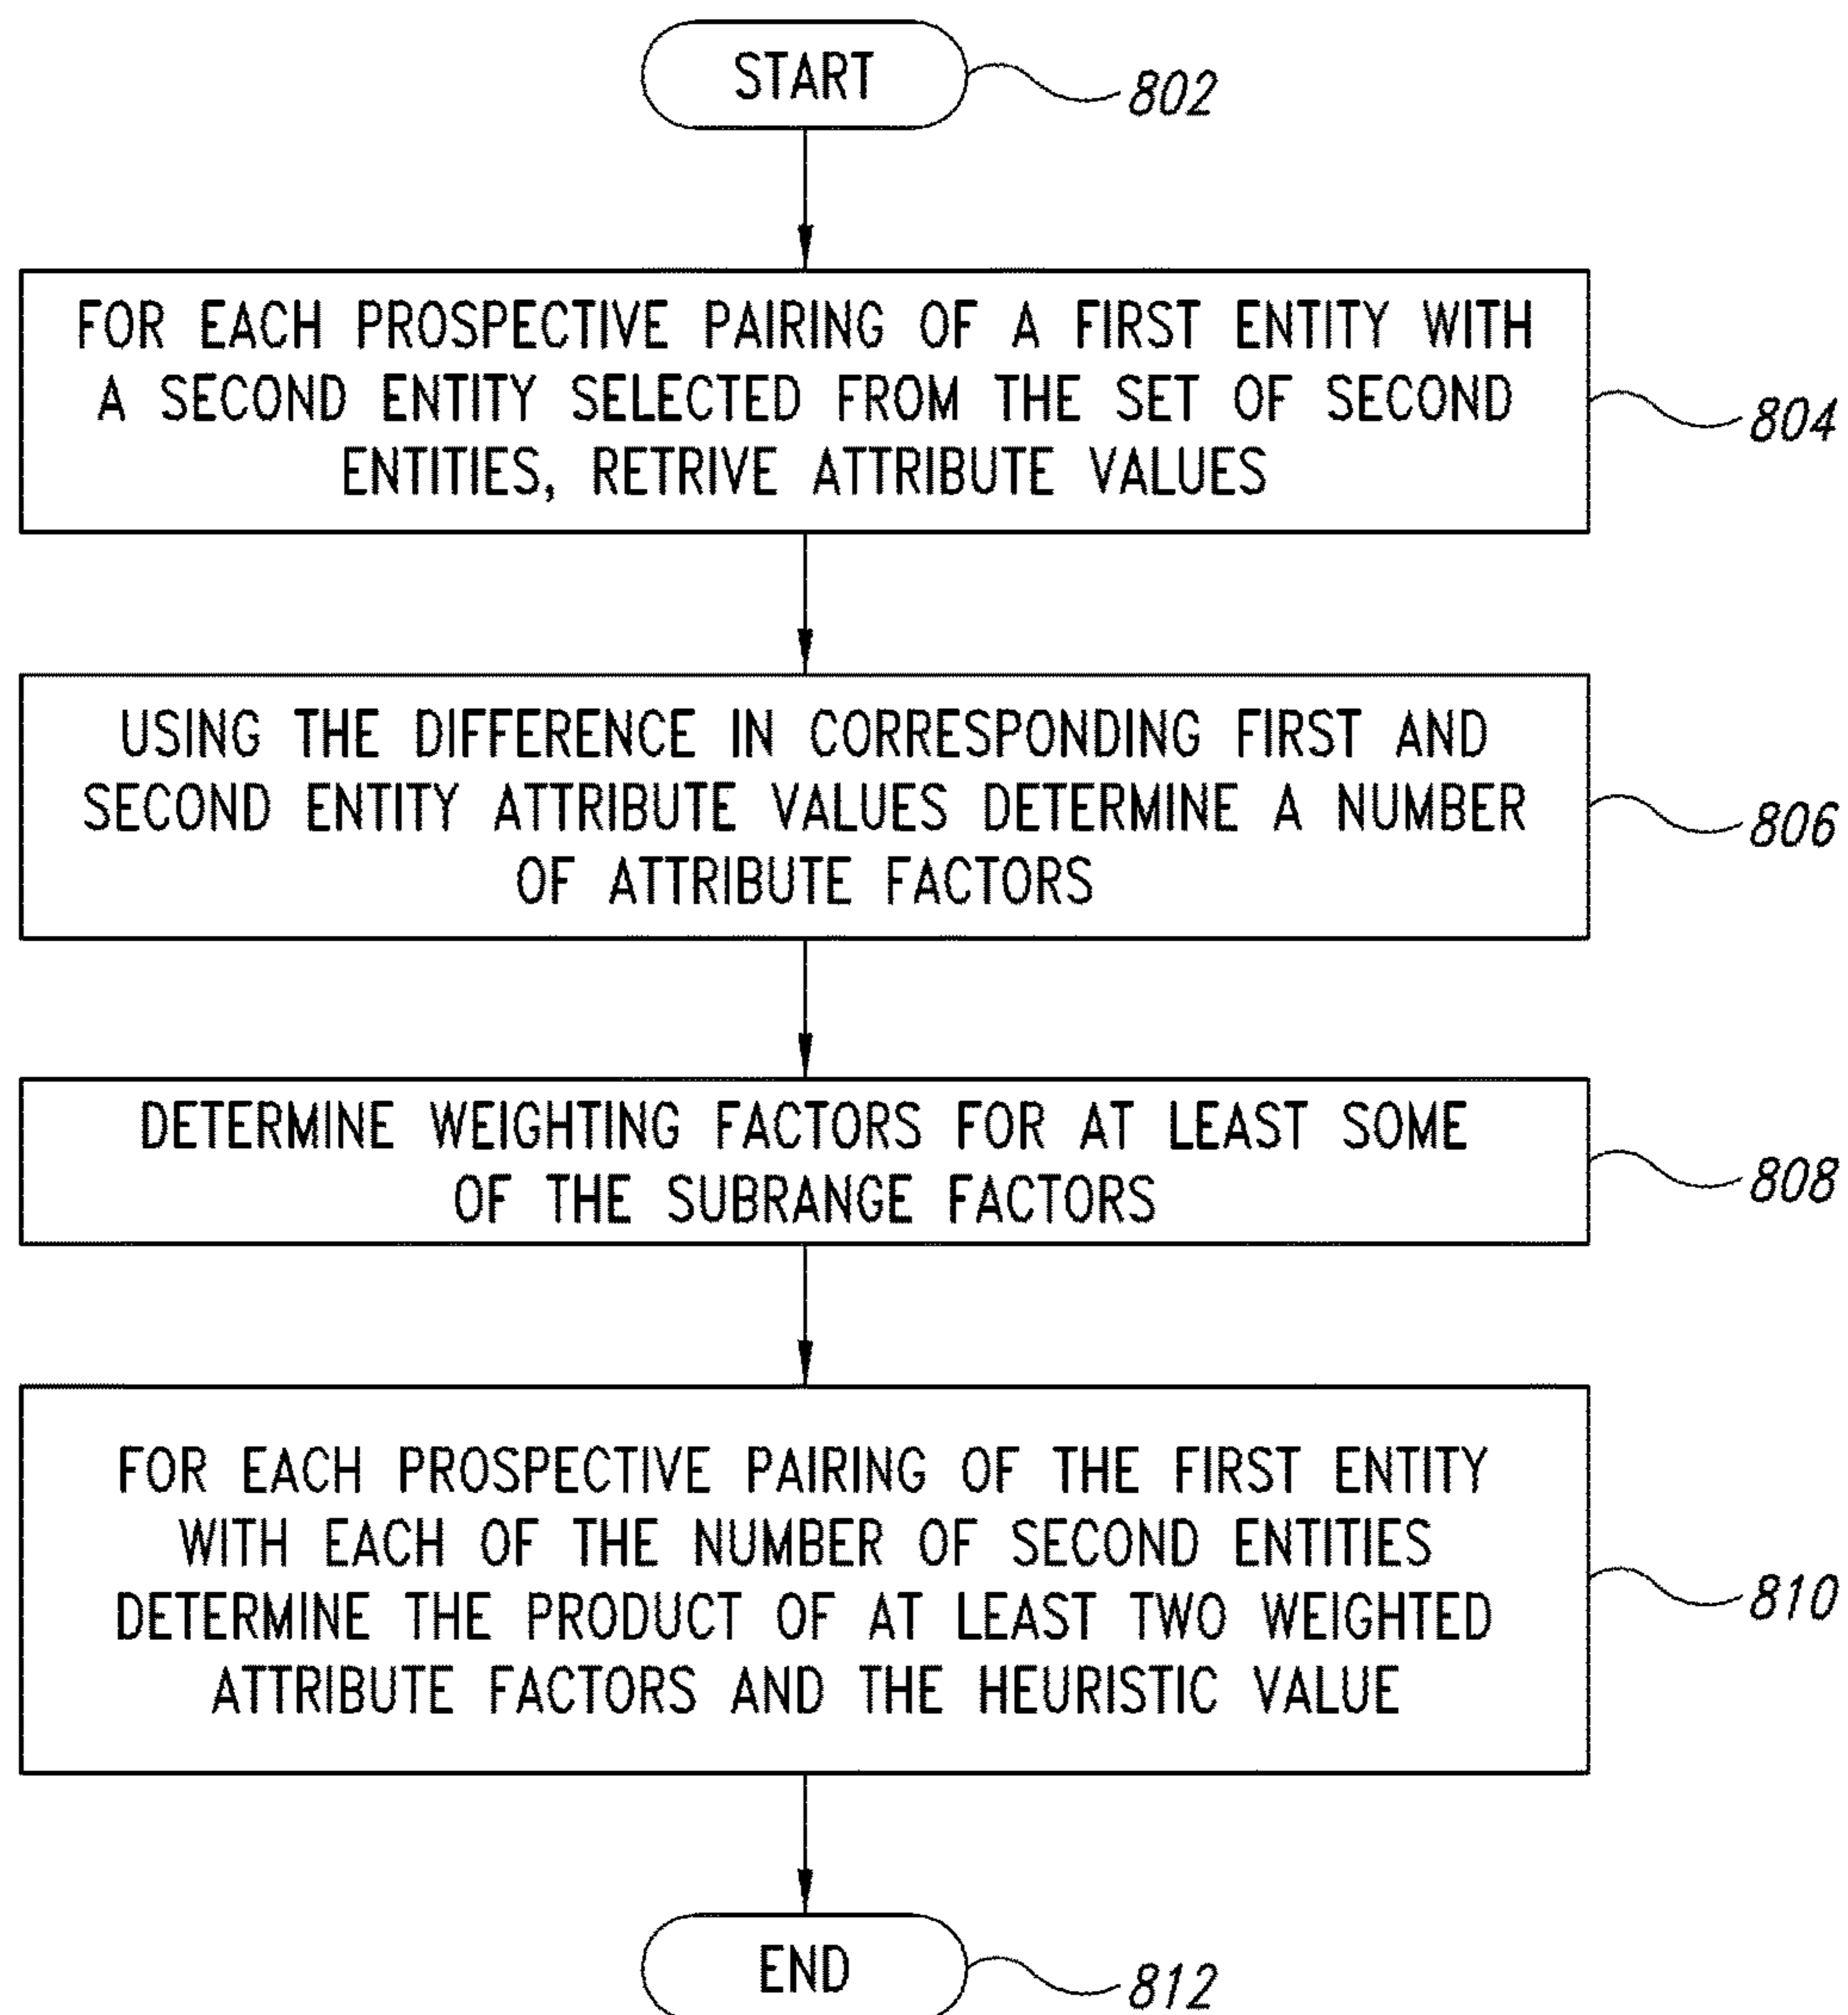 START
802
FOR EACH PROSPECTIVE PAIRING OF A FIRST ENTITY WITH
A SECOND ENTITY SELECTED FROM THE SET OF SECOND
ENTITIES, RETRIVE ATTRIBUTE VALUES
804
USING THE DIFFERENCE IN CORRESPONDING FIRST AND
SECOND ENTITY ATTRIBUTE VALUES DETERMINE A NUMBER
OF ATTRIBUTE FACTORS
806
DETERMINE WEIGHTING FACTORS FOR AT LEAST SOME
OF THE SUBRANGE FACTORS
808
FOR EACH PROSPECTIVE PAIRING OF THE FIRST ENTITY
WITH EACH OF THE NUMBER OF SECOND ENTITIES
DETERMINE THE PRODUCT OF AT LEAST TWO WEIGHTED
ATTRIBUTE FACTORS AND THE HEURISTIC VALUE
810
END
812